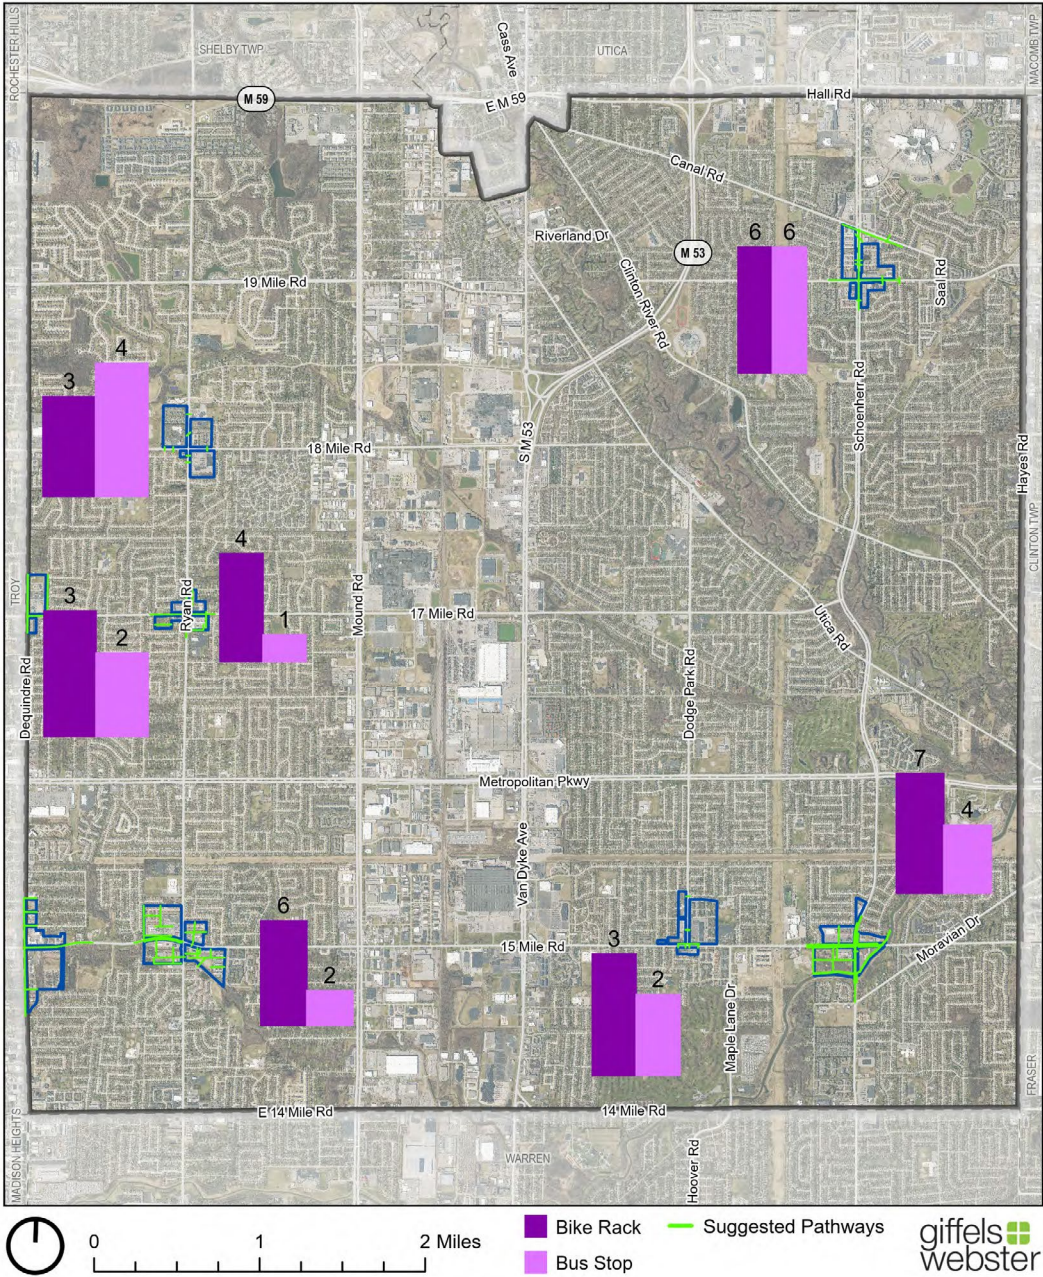 ROCHESTER HILLS
SHELBY TWP
Cass Ave
UTICA
MACOMB TWP
M 59
E M 59
Hall Rd
Canal Rd
Riverland Dr
6 6
M 53
19 Mile Rd
Clinton River Rd
Saal Rd
4
3
Schoenherr Rd
18 Mile Rd
S M 53
Hayes Rd
CLINTON TWP
4
TROY
3
Ryan Rd
Mound Rd
17 Mile Rd
1
2
Utica Rd
Dequindre Rd
Dodge Park Rd
7
Metropolitan Pkwy
4
Van Dyke Ave
6
3
15 Mile Rd
Moravian Dr
2
2
Maple Lane Dr
FRASER
E 14 Mile Rd
14 Mile Rd
MADISON HEIGHTS
WARREN
Hoover Rd
0 1 2 Miles
Bike Rack
Suggested Pathways
Bus Stop
giffels
webster